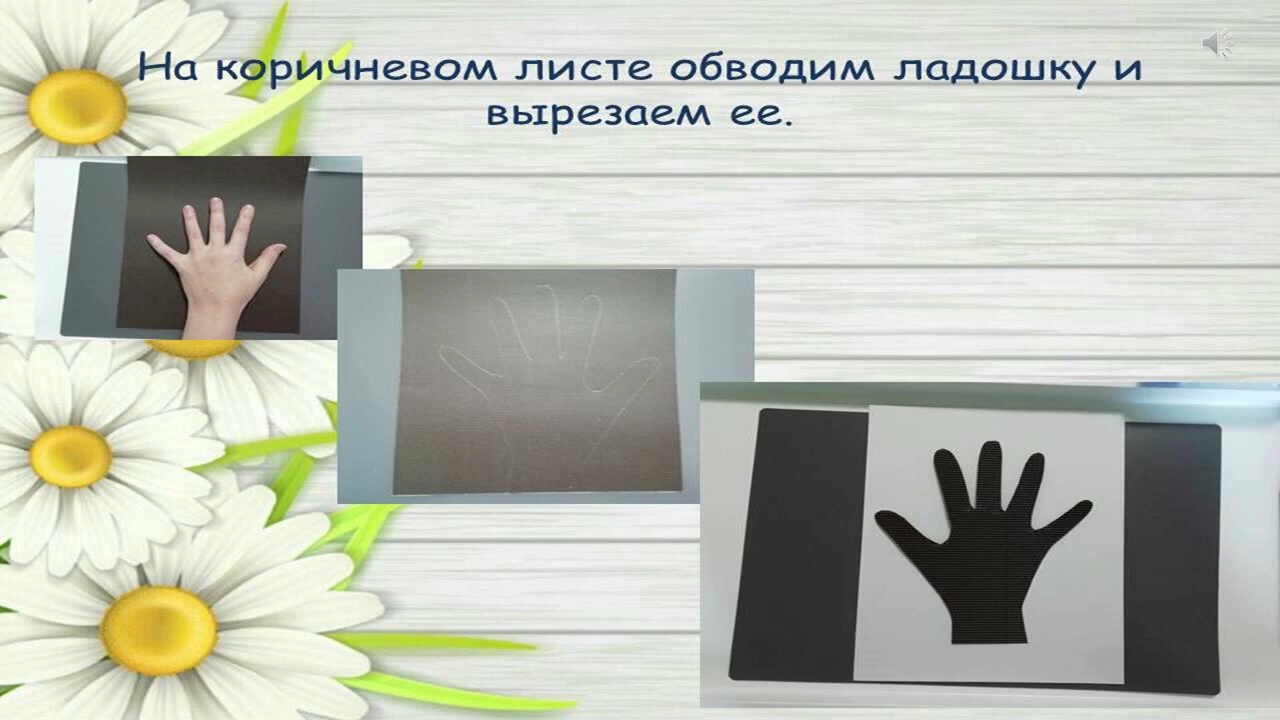 На коричневом листе обводим ладошку и
вырезаем ее.